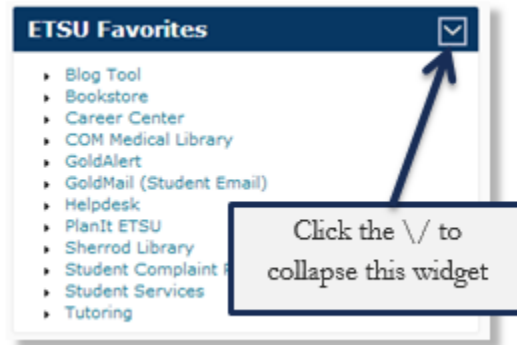 ETSU Favorites
Blog Tool
Bookstore
Career Center
COM Medical Library
GoldAlert
GoldMail (Student Email)
Helpdesk
PlanIt ETSU
Sherrod Library
Student Complaint
Student Services
Tutoring
Click the \/ to
collapse this widget